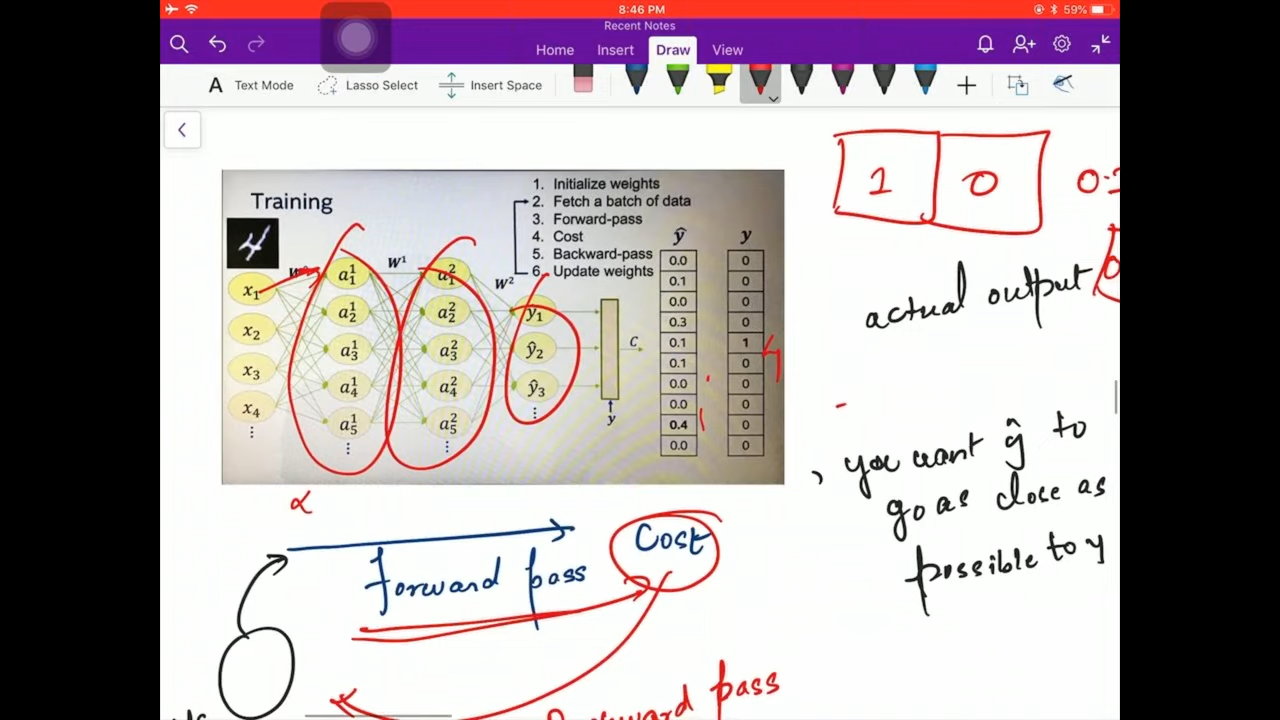 8:46 PM
59%
Recent Notes
Home Insert Draw View
A Text Mode Lasso Select Insert Space
Training
1. Initialize weights
2. Fetch a batch of data
3. Forward-pass
4. Cost
5. Backward-pass
6. Update weights
W¹
W²
x₁
x₂
x₃
x₄
⋮
a₁¹
a₂¹
a₃¹
a₄¹
a₅¹
⋮
a₁²
a₂²
a₃²
a₄²
a₅²
⋮
ŷ₂
ŷ₃
⋮
C
y
ŷ y
0.0 0
0.1 0
0.0 0
0.3 0
0.1 1
0.1 0
0.0 0
0.0 0
0.4 0
0.0 0
4
1 0
actual output
you want ŷ to
go as close as
possible to y
α
Cost
Forward pass
pass